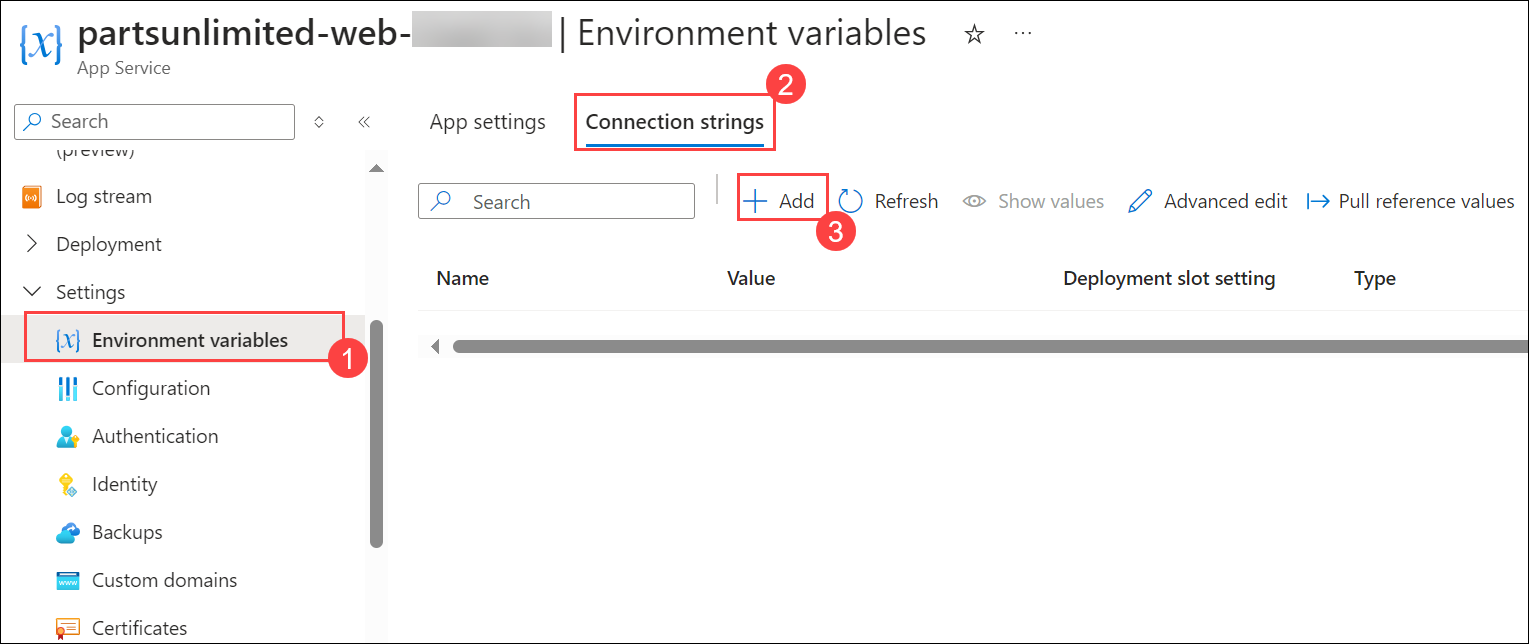 partsunlimited-web- | Environment variables
App Service
Search
(preview)
Log stream
Deployment
Settings
Environment variables
1
Configuration
Authentication
Identity
Backups
Custom domains
Certificates
App settings
Connection strings
2
Search
Add
3
Refresh
Show values
Advanced edit
Pull reference values
Name
Value
Deployment slot setting
Type